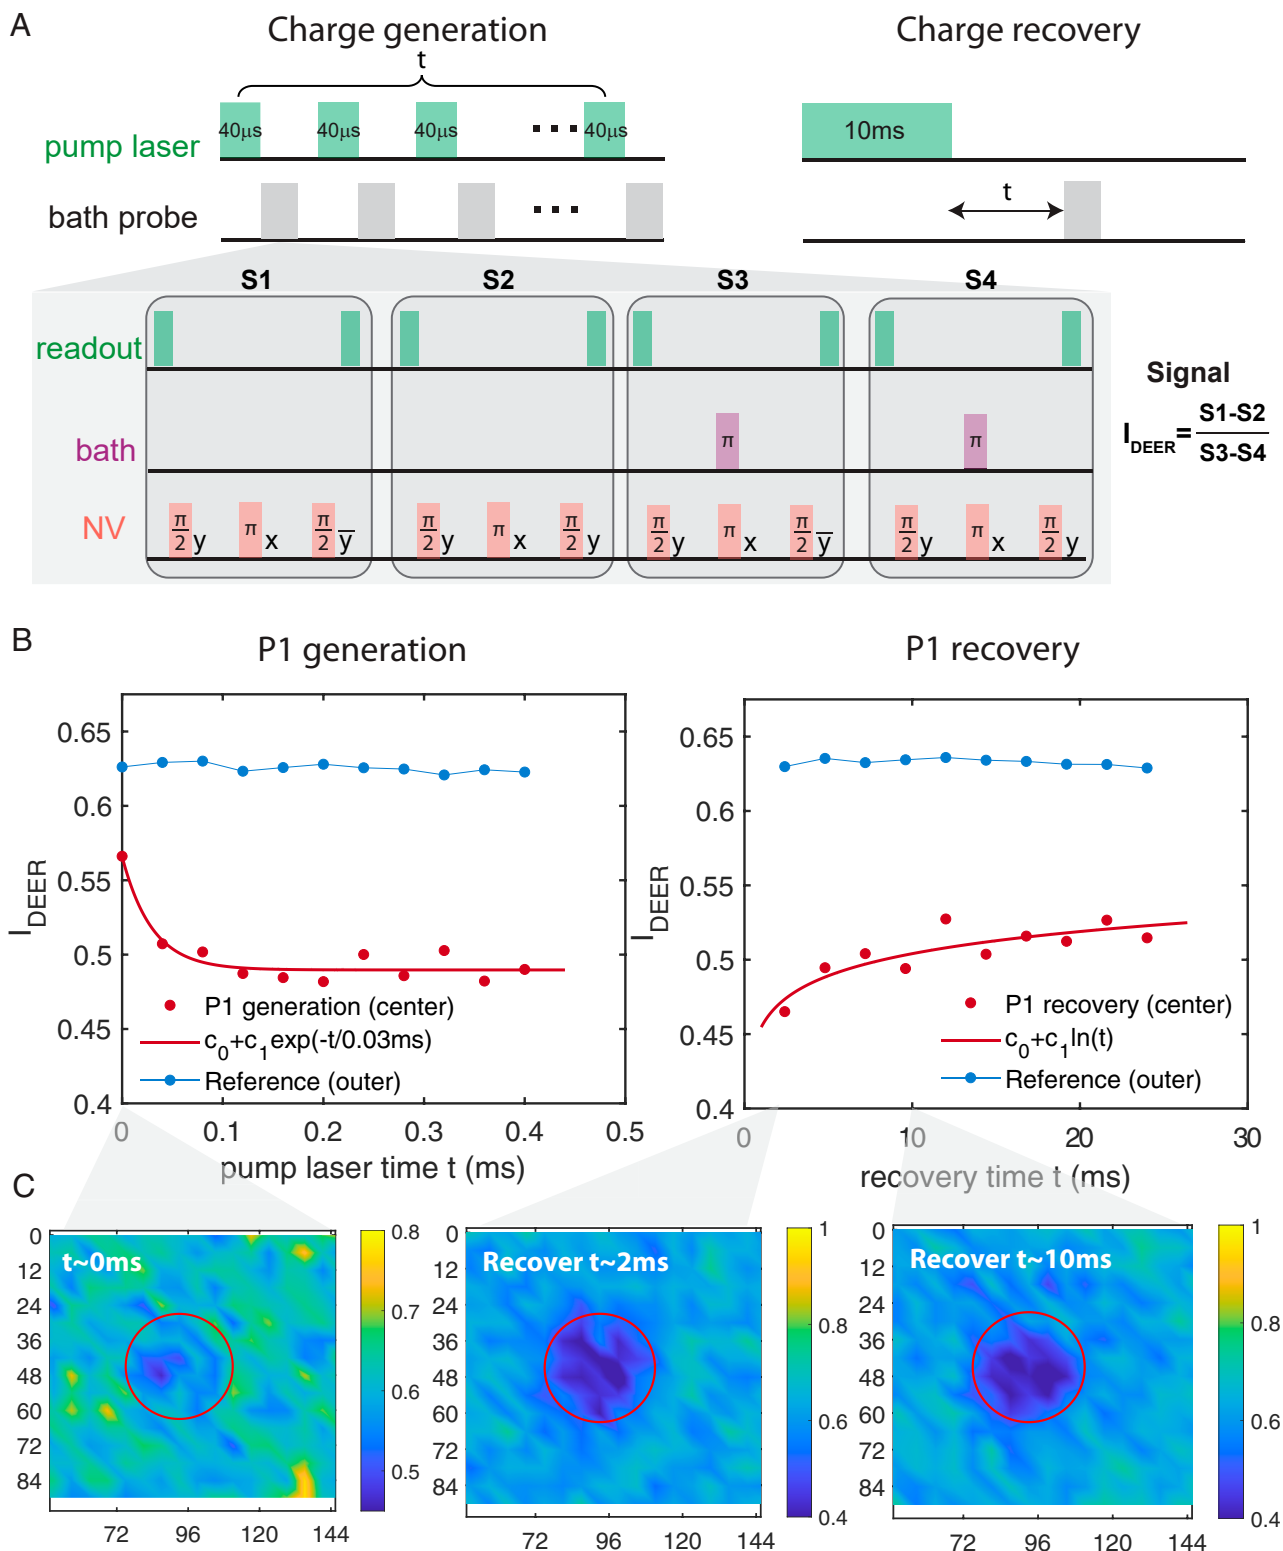 A
Charge generation
Charge recovery
t
pump laser
40μs
40μs
40μs
40μs
10ms
bath probe
t
S1
S2
S3
S4
readout
bath
π
π
NV
π/2 y
π x
π/2 y̅
π/2 y
π x
π/2 y
π/2 y
π x
π/2 y̅
π/2 y
π x
π/2 y
Signal
I_DEER = S1-S2 / S3-S4
B
P1 generation
0.65
0.6
0.55
0.5
0.45
0.4
I_DEER
P1 generation (center)
c₀+c₁exp(-t/0.03ms)
Reference (outer)
0
0.1
0.2
0.3
0.4
0.5
pump laser time t (ms)
P1 recovery
0.65
0.6
0.55
0.5
0.45
0.4
I_DEER
P1 recovery (center)
c₀+c₁ln(t)
Reference (outer)
0
10
20
30
recovery time t (ms)
C
t~0ms
0
12
24
36
48
60
72
84
72
96
120
144
0.8
0.7
0.6
0.5
Recover t~2ms
0
12
24
36
48
60
72
84
72
96
120
144
1
0.8
0.6
0.4
Recover t~10ms
0
12
24
36
48
60
72
84
72
96
120
144
1
0.8
0.6
0.4